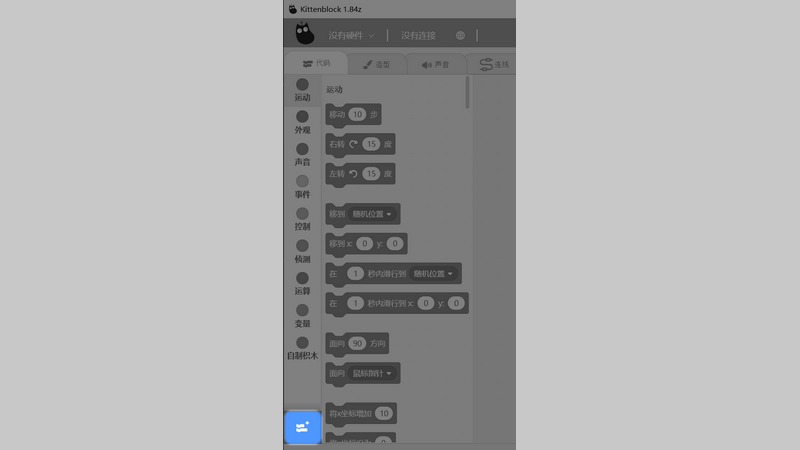 Kittenblock 1.84z
没有硬件 没有连接
代码 造型 声音 连线
运动
外观
声音
事件
控制
侦测
运算
变量
自制积木
运动
移动 10 步
右转 15 度
左转 15 度
移到 随机位置
移到 x: 0 y: 0
在 1 秒内滑行到 随机位置
在 1 秒内滑行到 x: 0 y: 0
面向 90 方向
面向 鼠标指针
将x坐标增加 10